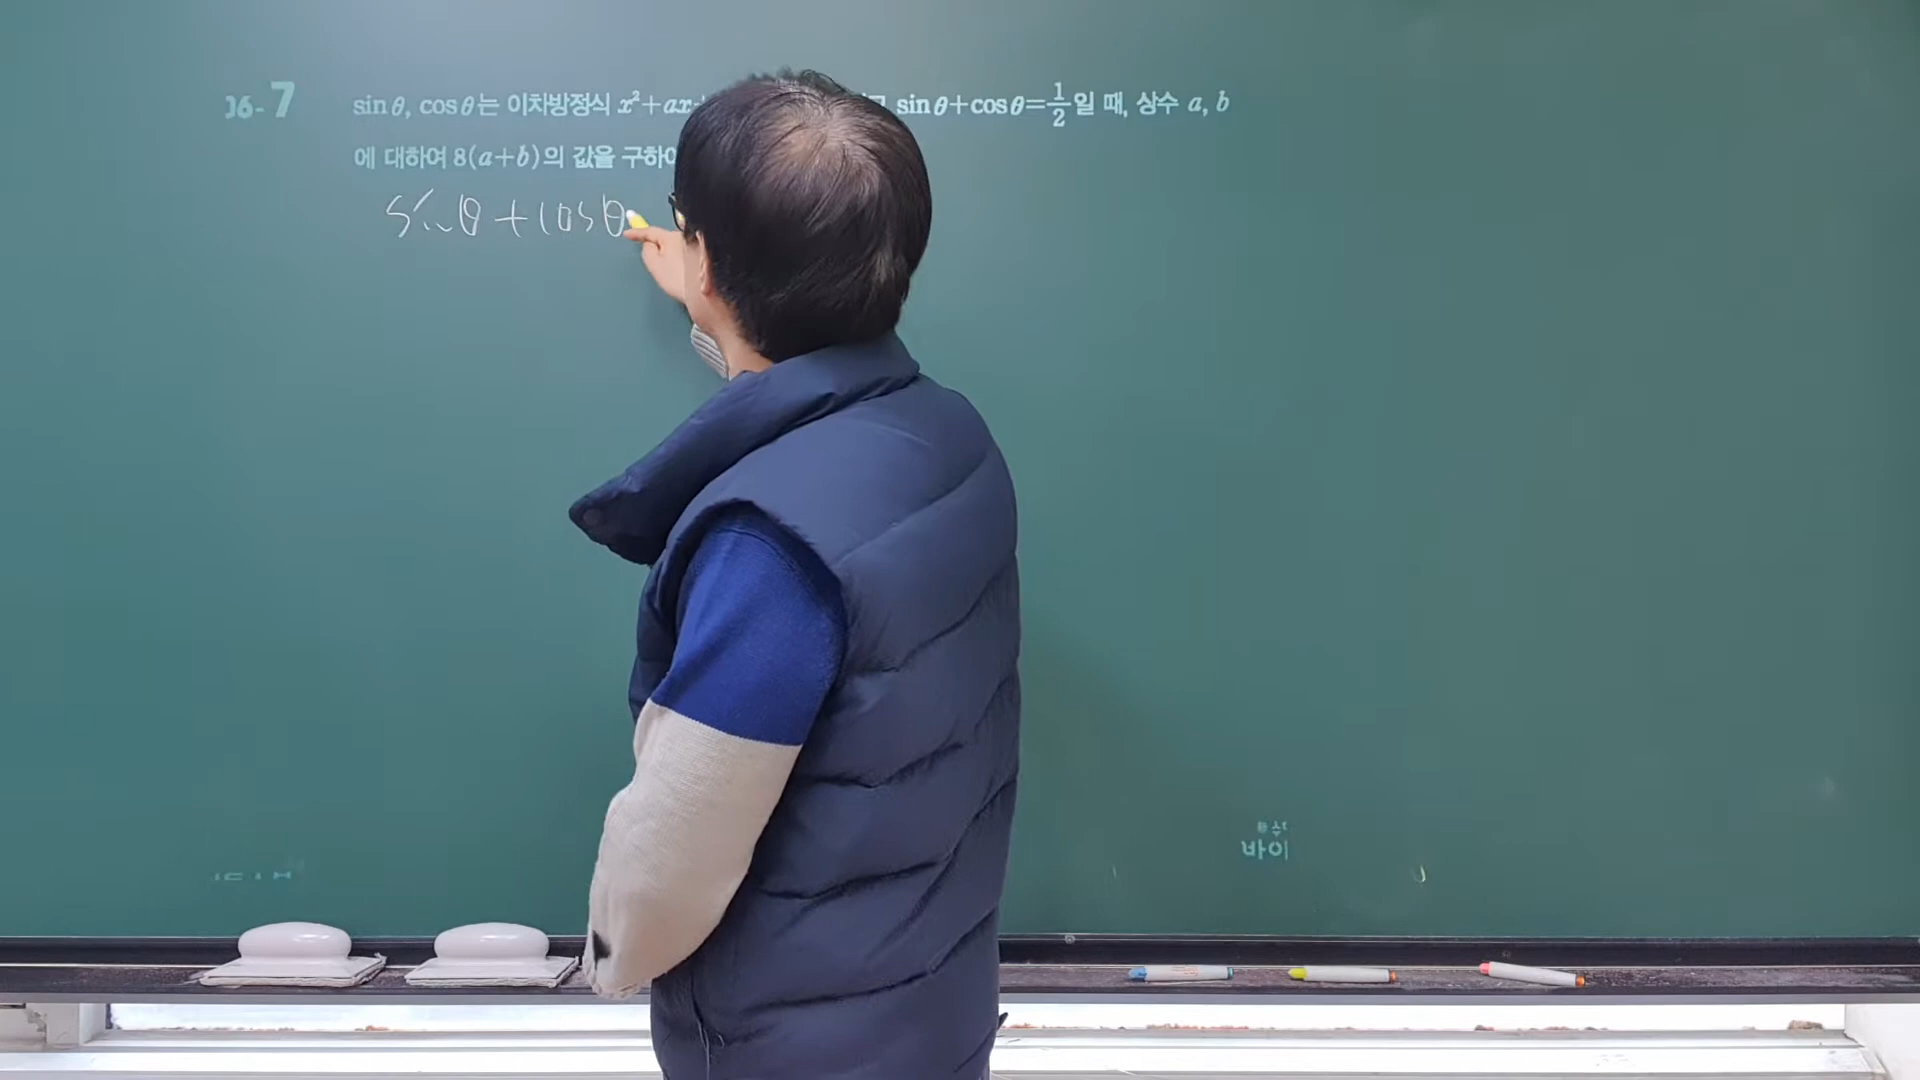 06-7 sinθ, cosθ는 이차방정식 x²+ax+ sinθ+cosθ=1/2일 때, 상수 a, b
에 대하여 8(a+b)의 값을 구하
sinθ+cosθ
바이